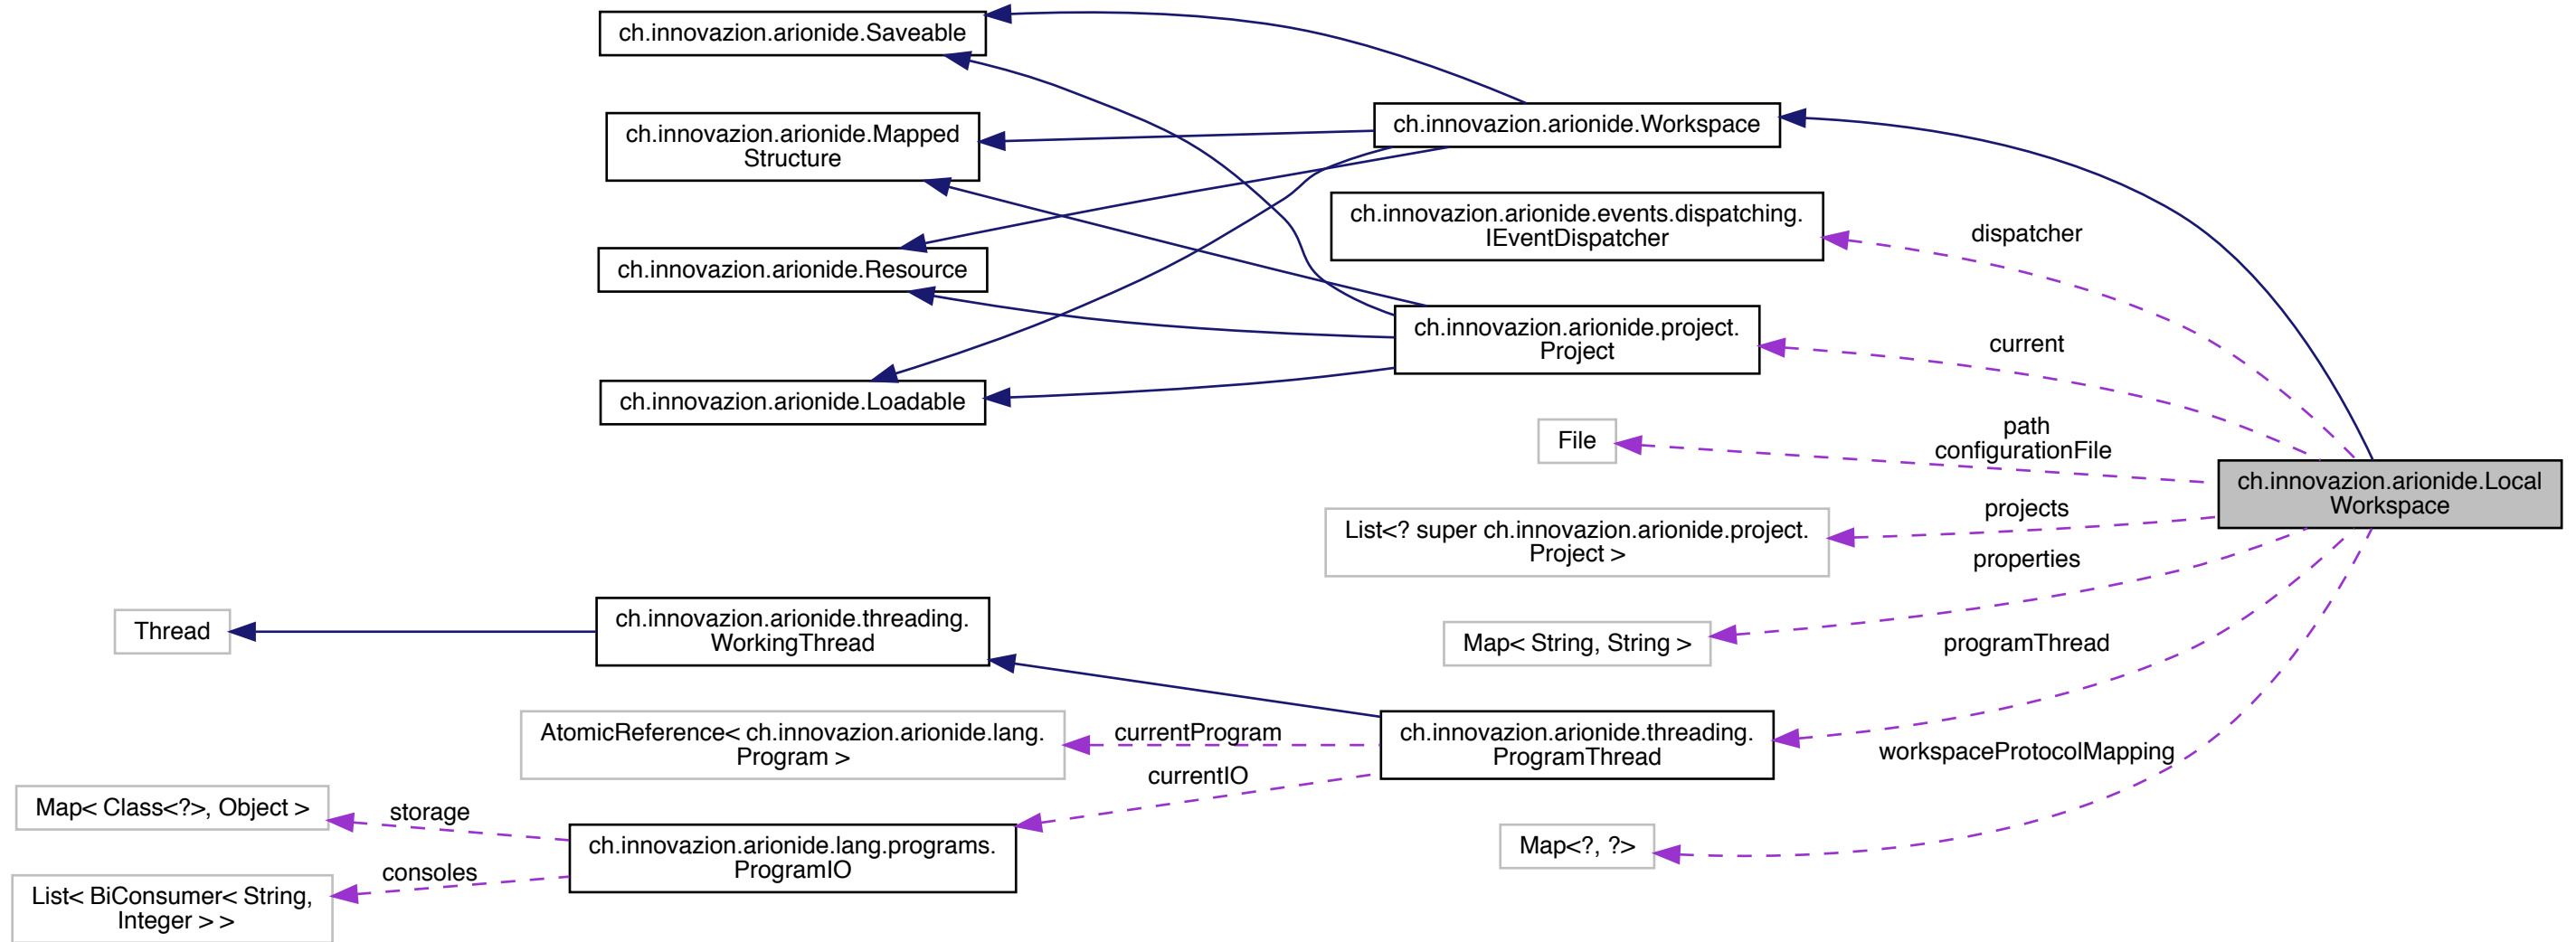 ch.innovazion.arionide.Saveable
ch.innovazion.arionide.Mapped
Structure
ch.innovazion.arionide.Resource
ch.innovazion.arionide.Loadable
ch.innovazion.arionide.Workspace
ch.innovazion.arionide.events.dispatching.
IEventDispatcher
ch.innovazion.arionide.project.
Project
File
List<? super ch.innovazion.arionide.project.
Project >
Map< String, String >
dispatcher
current
path
configurationFile
projects
properties
programThread
workspaceProtocolMapping
ch.innovazion.arionide.Local
Workspace
Thread
ch.innovazion.arionide.threading.
WorkingThread
AtomicReference< ch.innovazion.arionide.lang.
Program >
currentProgram
currentIO
ch.innovazion.arionide.threading.
ProgramThread
Map< Class<?>, Object >
storage
List< BiConsumer< String,
Integer > >
consoles
ch.innovazion.arionide.lang.programs.
ProgramIO
Map<?, ?>